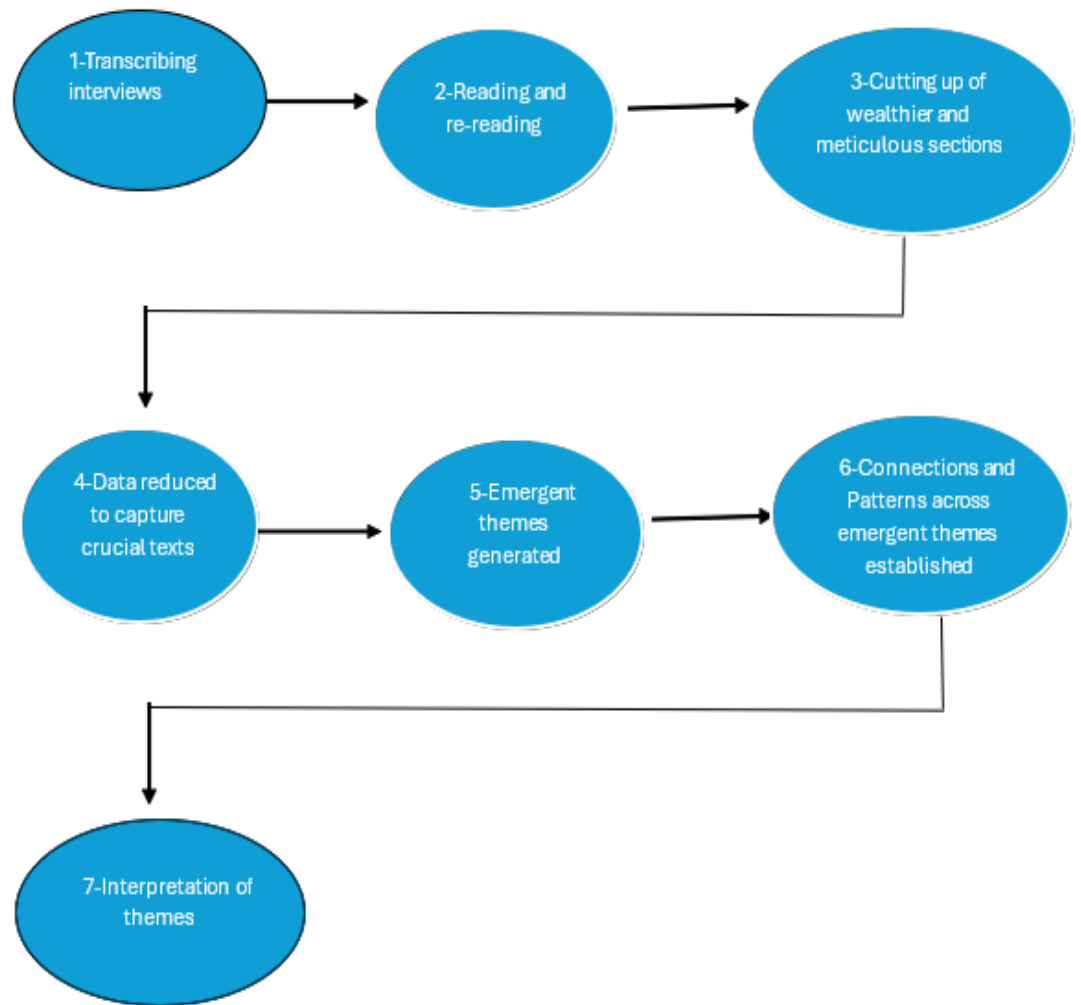 1-Transcribing
interviews
2-Reading and
re-reading
3-Cutting up of
wealthier and
meticulous sections
4-Data reduced
to capture
crucial texts
5-Emergent
themes
generated
6-Connections and
Patterns across
emergent themes
established
7-Interpretation of
themes